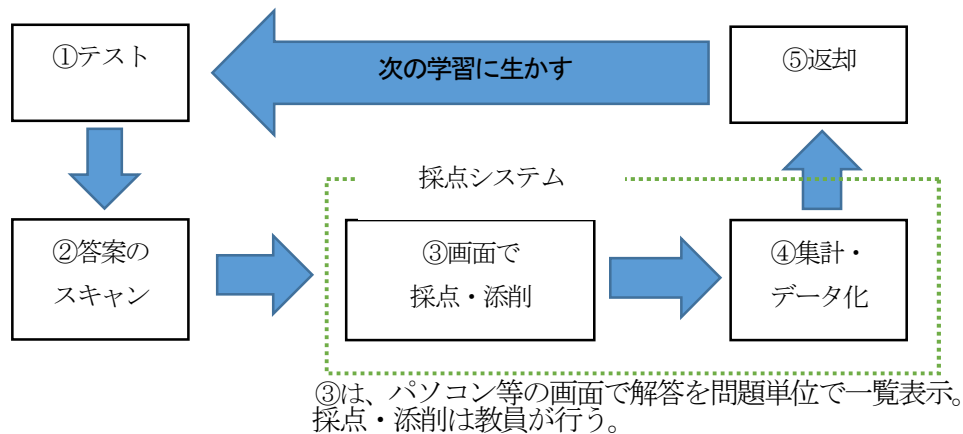 ①テスト
次の学習に生かす
⑤返却
採点システム
②答案の
スキャン
③画面で
採点・添削
④集計・
データ化
③は、パソコン等の画面で解答を問題単位で一覧表示。
採点・添削は教員が行う。